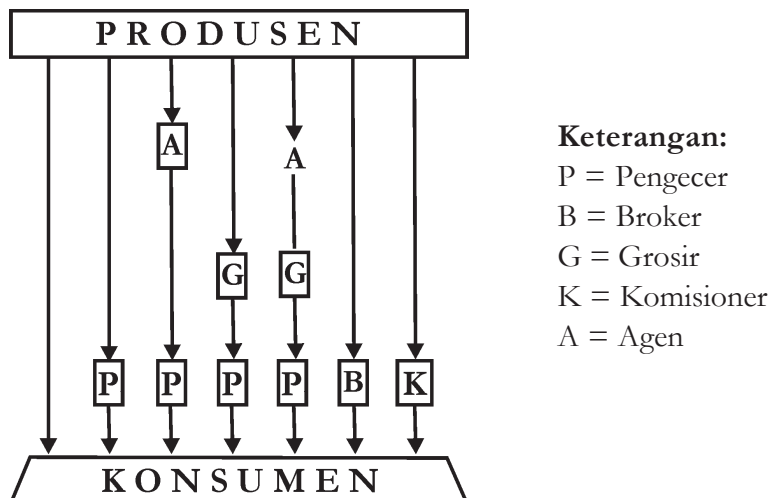 PRODUSEN
A A
G G
P P P P B K
KONSUMEN
Keterangan:
P = Pengecer
B = Broker
G = Grosir
K = Komisioner
A = Agen